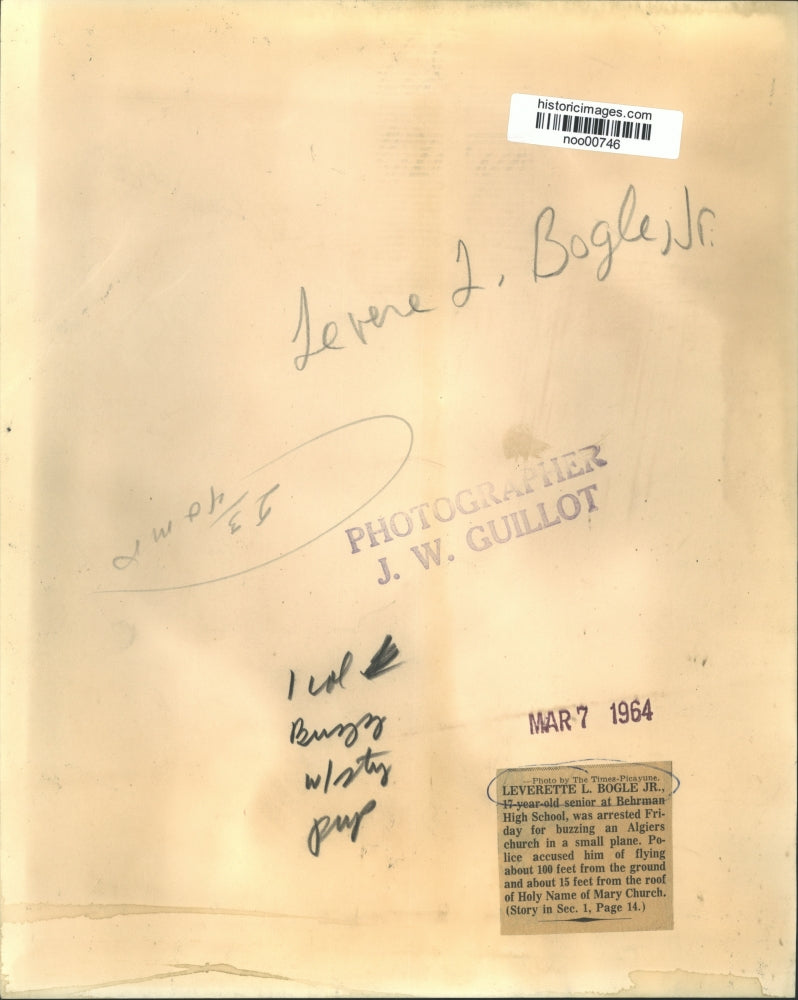 historicimages.com
noo00746
Levere L. Bogle, Jr.
PHOTOGRAPHER
J. W. GUILLOT
1 col
Buzz
w/sty
MAR 7 1964
—Photo by The Times-Picayune.
LEVERETTE L. BOGLE JR.,
17-year-old senior at Behrman
High School, was arrested Fri-
day for buzzing an Algiers
church in a small plane. Po-
lice accused him of flying
about 100 feet from the ground
and about 15 feet from the roof
of Holy Name of Mary Church.
(Story in Sec. 1, Page 14.)